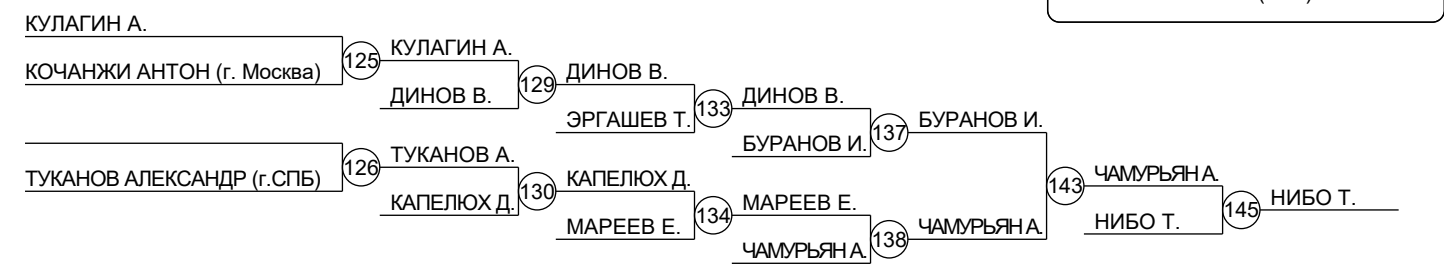 КУЛАГИН А.
КОЧАНЖИ АНТОН (г. Москва)
125
КУЛАГИН А.
ДИНОВ В.
129
ДИНОВ В.
ЭРГАШЕВ Т.
133
ДИНОВ В.
БУРАНОВ И.
137
БУРАНОВ И.
ТУКАНОВ АЛЕКСАНДР (г.СПБ)
126
ТУКАНОВ А.
КАПЕЛЮХ Д.
130
КАПЕЛЮХ Д.
МАРЕЕВ Е.
134
МАРЕЕВ Е.
ЧАМУРЬЯН А.
138
ЧАМУРЬЯН А.
143
ЧАМУРЬЯН А.
НИБО Т.
145
НИБО Т.